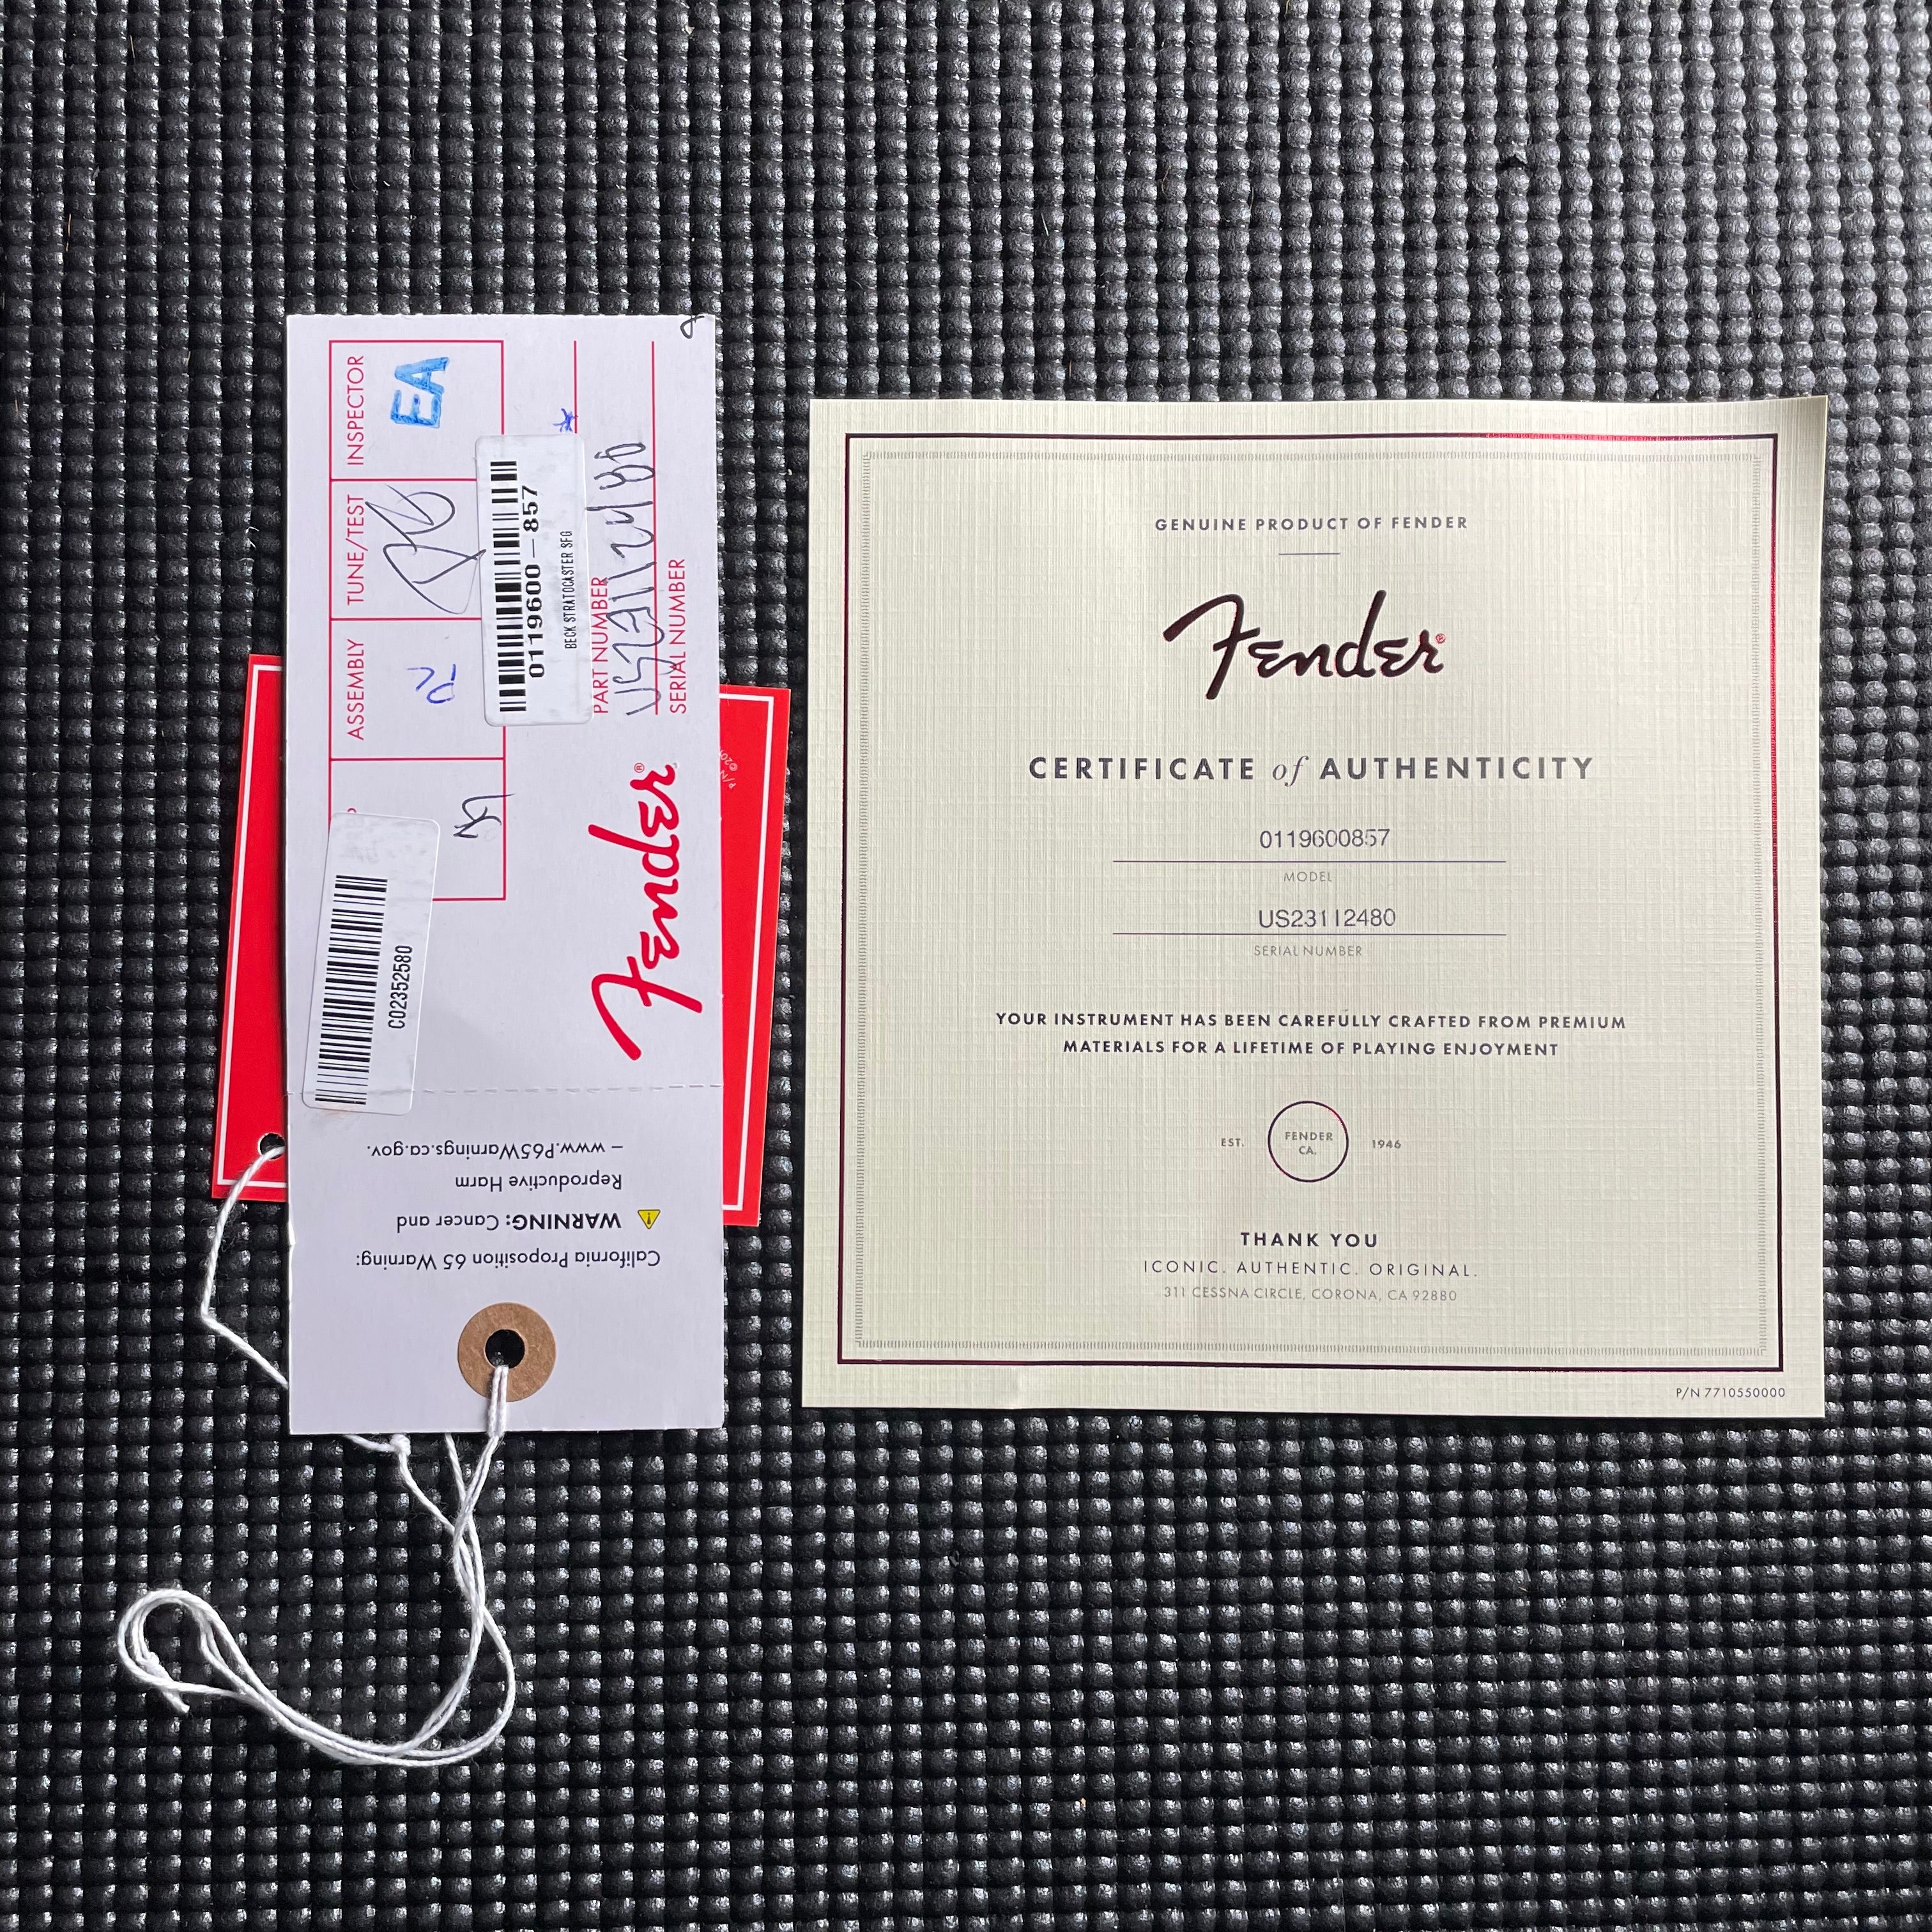 INSPECTOR
EA
TUNE/TEST
ASSEMBLY
PL
0119600-857
BECK STRATOCASTER SFG
PART NUMBER
US23112480
SERIAL NUMBER
Fender®
C02352580
California Proposition 65 Warning:
WARNING: Cancer and
Reproductive Harm
– www.P65Warnings.ca.gov.
P/N
GENUINE PRODUCT OF FENDER
Fender®
CERTIFICATE of AUTHENTICITY
0119600857
MODEL
US23112480
SERIAL NUMBER
YOUR INSTRUMENT HAS BEEN CAREFULLY CRAFTED FROM PREMIUM
MATERIALS FOR A LIFETIME OF PLAYING ENJOYMENT
EST. FENDER CA. 1946
THANK YOU
ICONIC. AUTHENTIC. ORIGINAL.
311 CESSNA CIRCLE, CORONA, CA 92880
P/N 7710550000